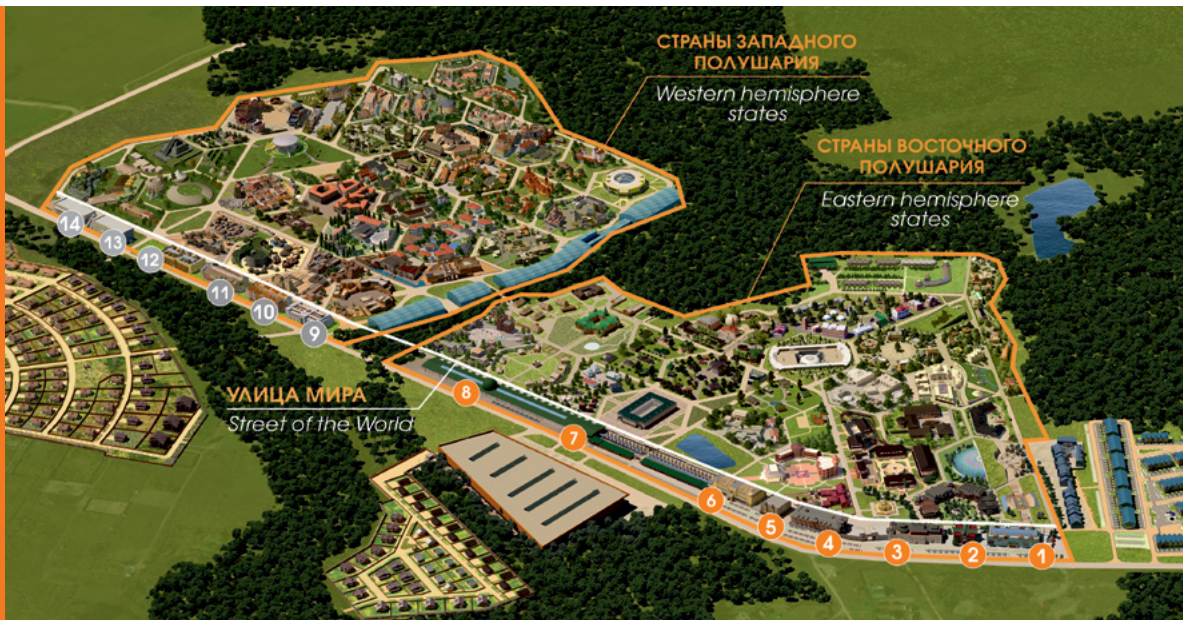 СТРАНЫ ЗАПАДНОГО
ПОЛУШАРИЯ
Western hemisphere
states
СТРАНЫ ВОСТОЧНОГО
ПОЛУШАРИЯ
Eastern hemisphere
states
УЛИЦА МИРА
Street of the World
14
13
12
11
10
9
8
7
6
5
4
3
2
1